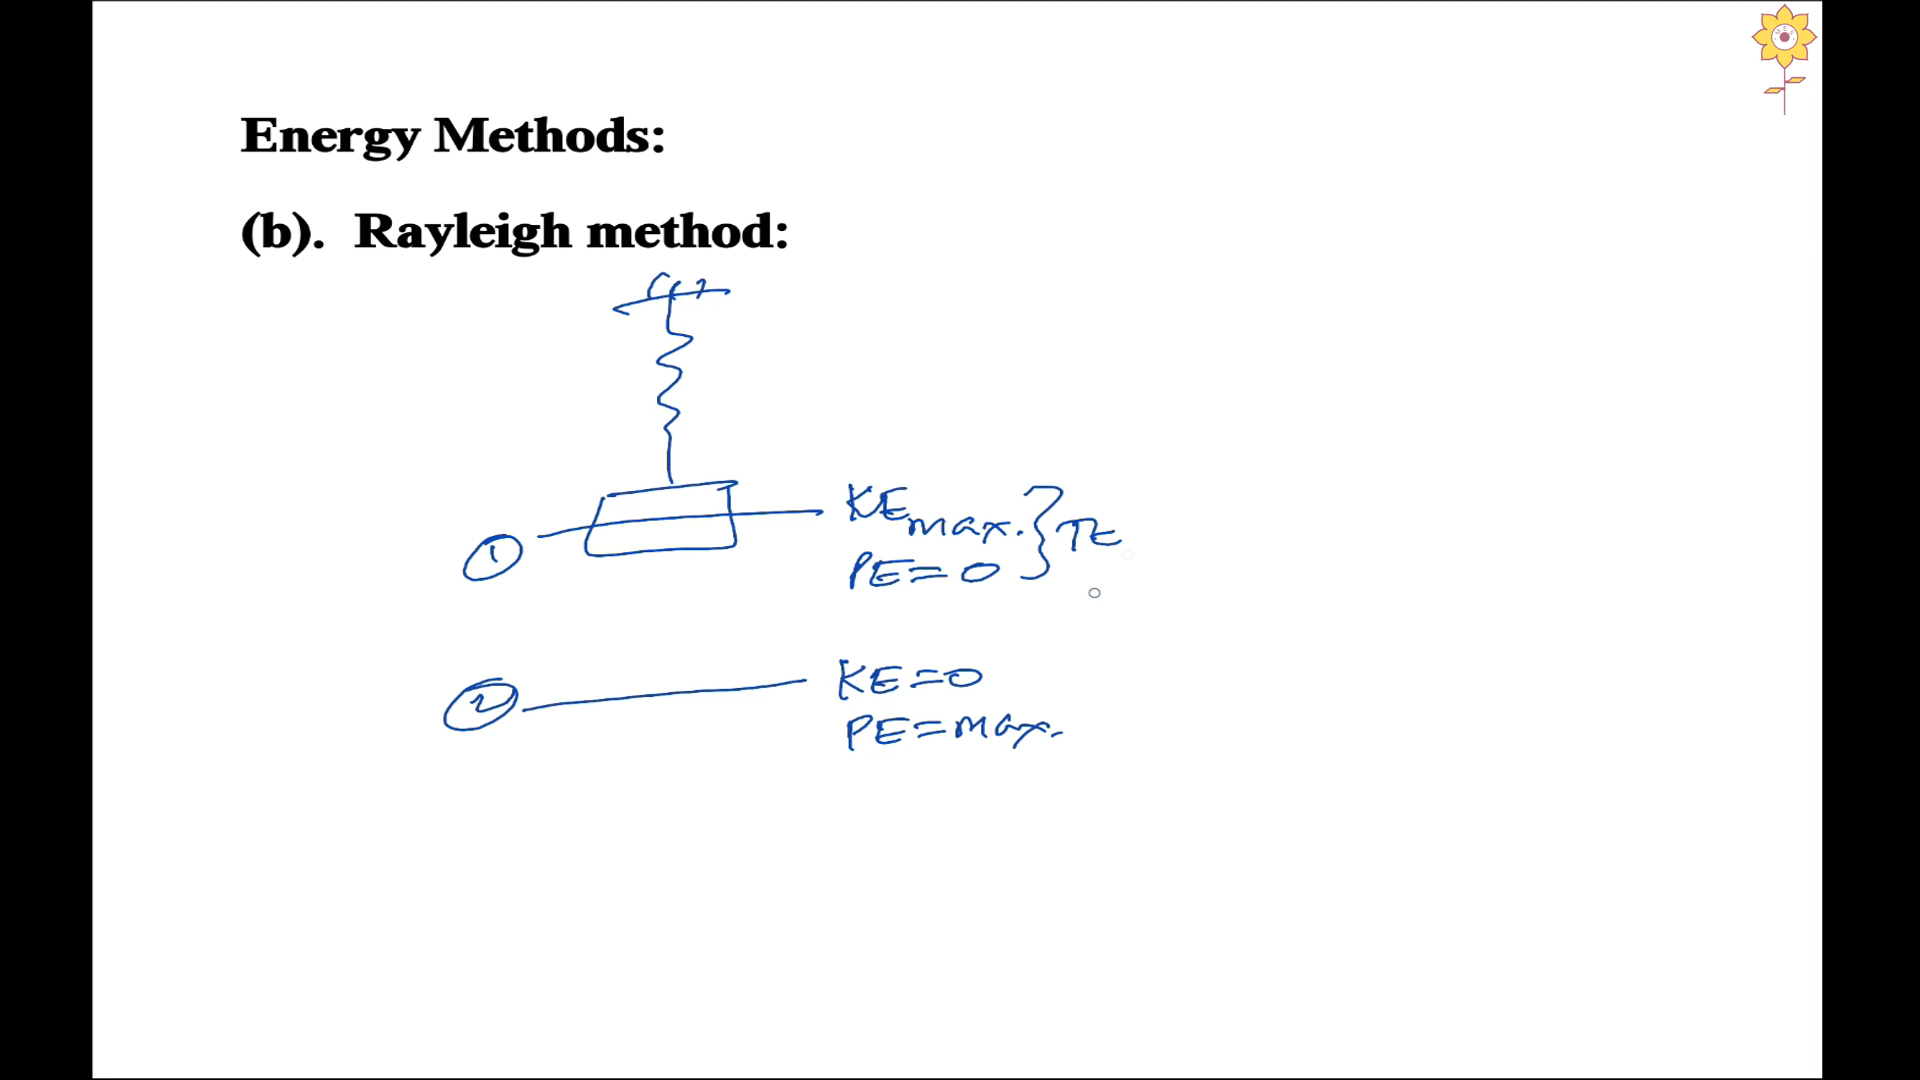 Energy Methods:
(b). Rayleigh method:
1 KEmax. } TE
PE=0
2 KE=0
PE=max.